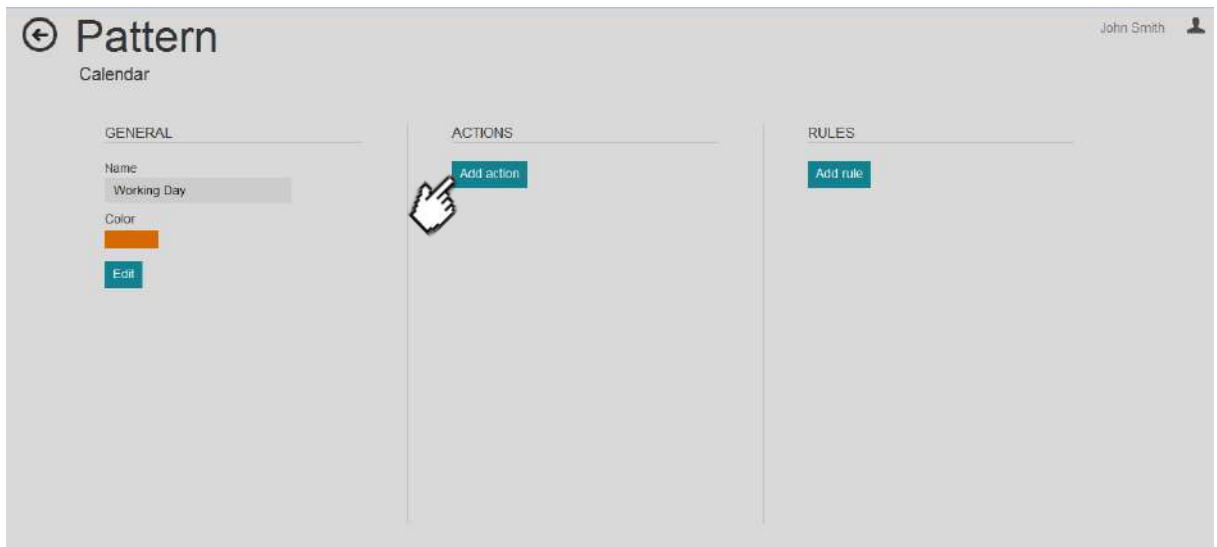 Pattern
John Smith
Calendar
GENERAL
Name
Working Day
Color
Edit
ACTIONS
Add action
RULES
Add rule